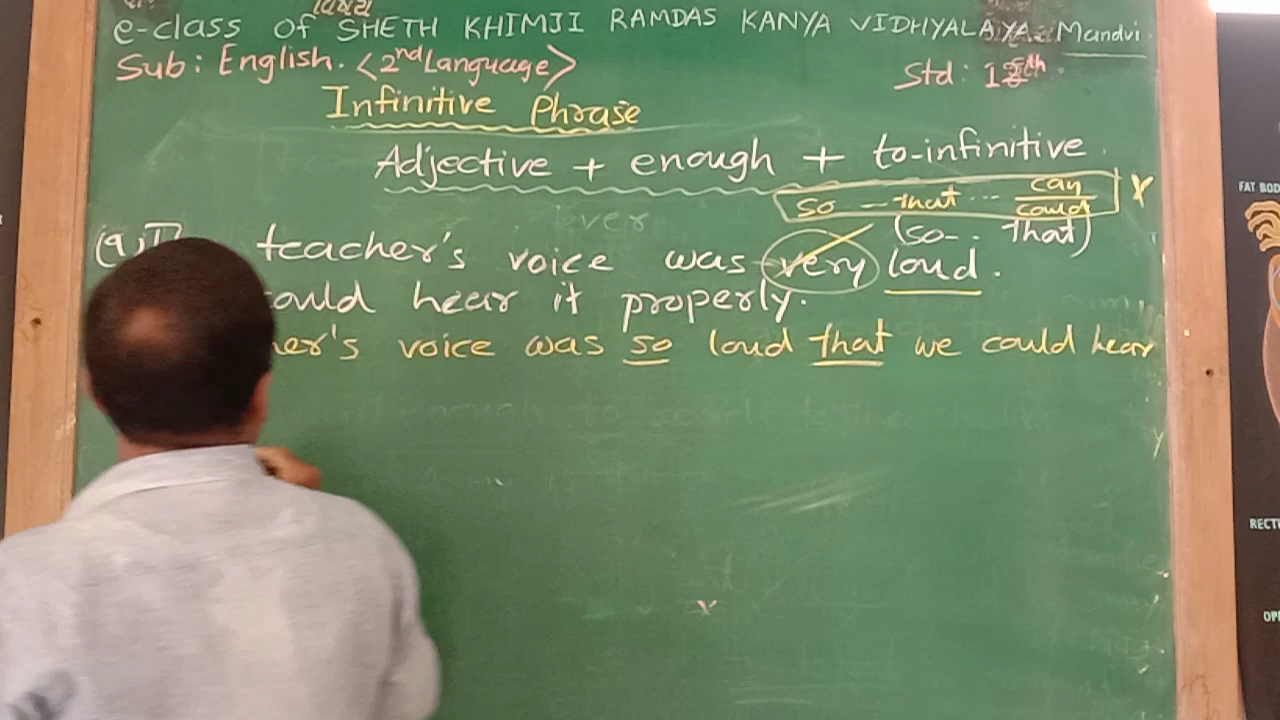 e-class of SHETH KHIMJI RAMDAS KANYA VIDHYALAYA. Mandvi.
Sub: English. <2nd Language>
Std: 12th
Infinitive Phrase
Adjective + enough + to-infinitive.
so - that ... can could
(so- . that)
teacher's voice was very loud.
hear it properly.
voice was so loud that we could hear
FAT